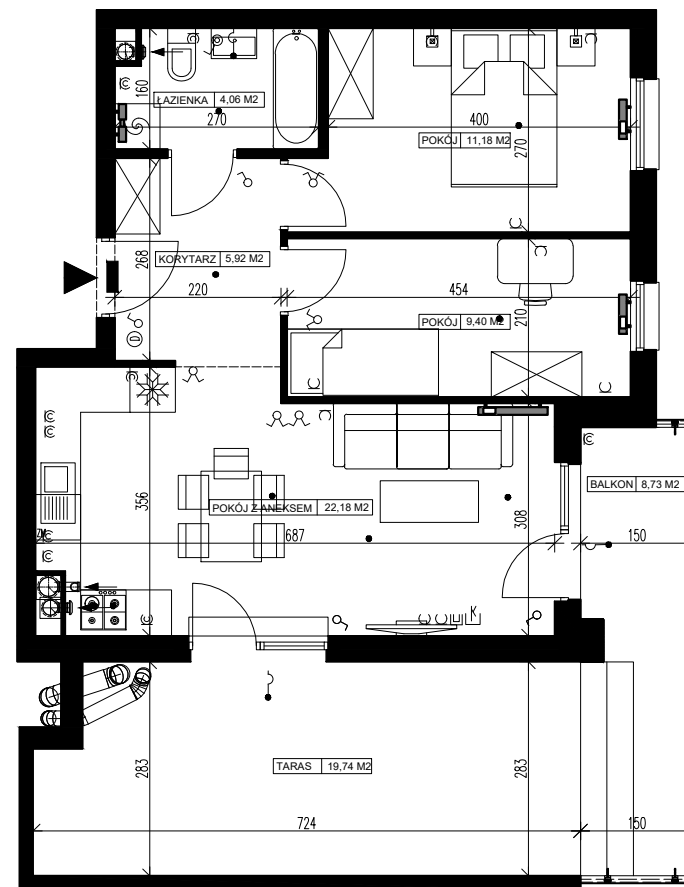 ŁAZIENKA 4,06 M2
160
270
400
POKÓJ 11,18 M2
270
KORYTARZ 5,92 M2
268
220
454
POKÓJ 9,40 M2
210
D
BALKON 8,73 M2
356
POKÓJ Z ANEKSEM 22,18 M2
308
687
150
K
TARAS 19,74 M2
283
283
724
150